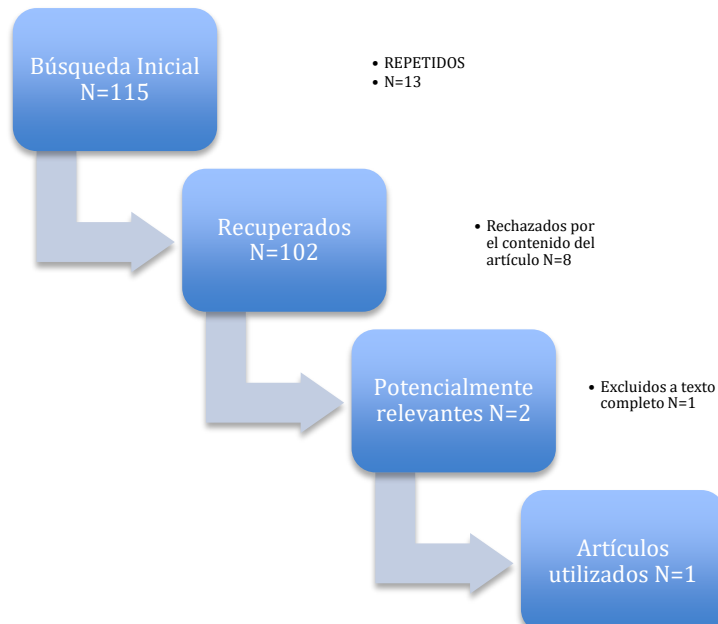 Búsqueda Inicial
N=115
• REPETIDOS
• N=13
Recuperados
N=102
• Rechazados por
el contenido del
artículo N=8
Potencialmente
relevantes N=2
• Excluidos a texto
completo N=1
Artículos
utilizados N=1